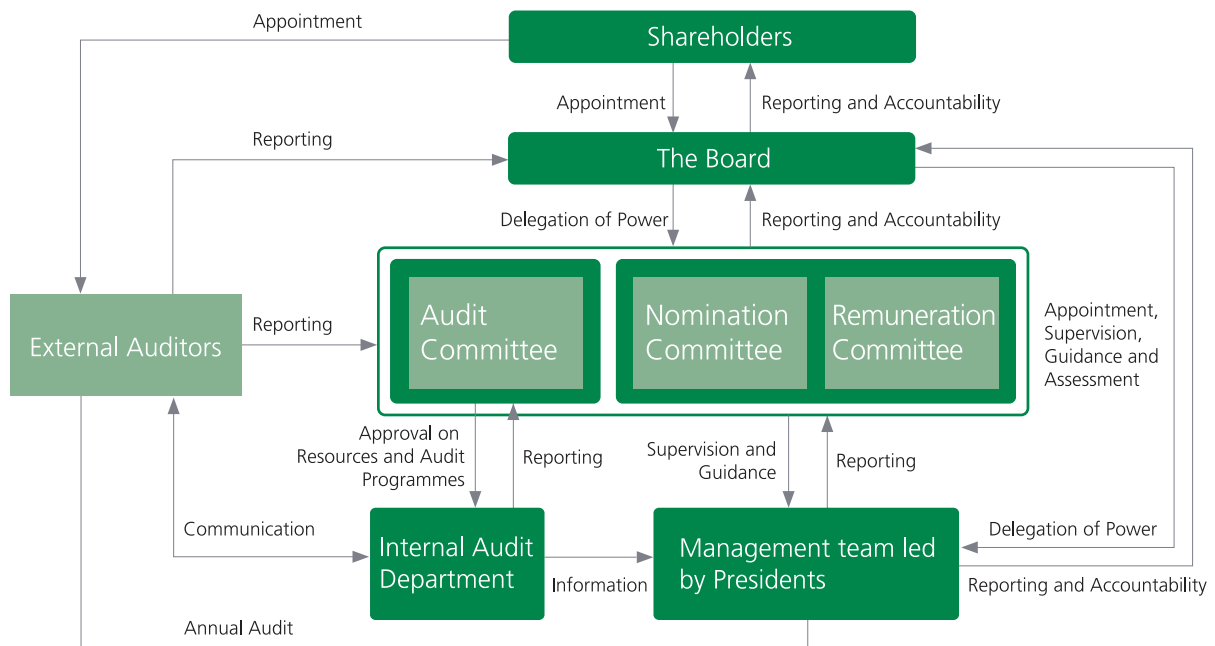 Appointment
Shareholders
Appointment
Reporting and Accountability
Reporting
The Board
Delegation of Power
Reporting and Accountability
External Auditors
Reporting
Audit
Committee
Nomination
Committee
Remuneration
Committee
Appointment,
Supervision,
Guidance and
Assessment
Approval on
Resources and Audit
Programmes
Reporting
Supervision and
Guidance
Reporting
Communication
Internal Audit
Department
Information
Management team led
by Presidents
Delegation of Power
Reporting and Accountability
Annual Audit